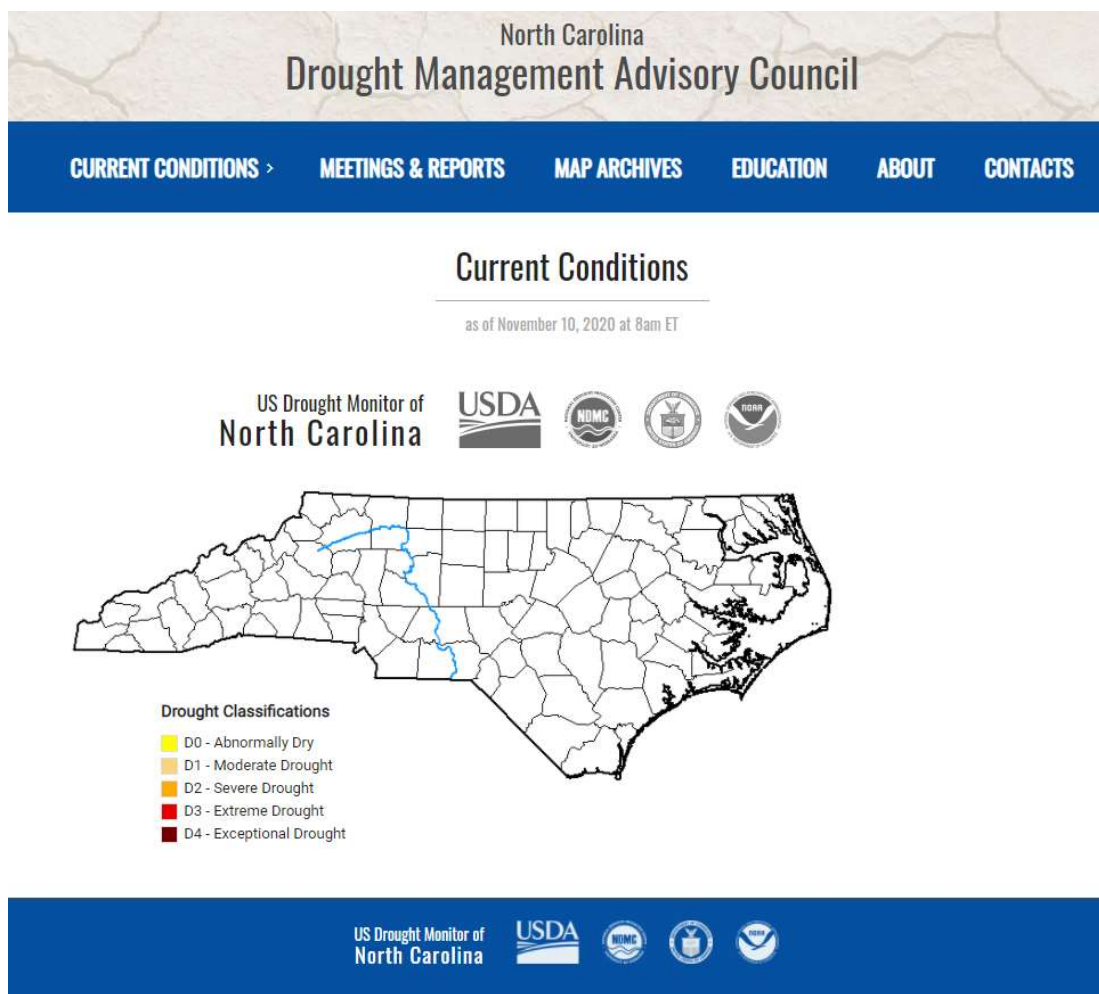 North Carolina
Drought Management Advisory Council
CURRENT CONDITIONS >
MEETINGS & REPORTS
MAP ARCHIVES
EDUCATION
ABOUT
CONTACTS
Current Conditions
as of November 10, 2020 at 8am ET
US Drought Monitor of
North Carolina
USDA
NDMC
NOAA
Drought Classifications
D0 - Abnormally Dry
D1 - Moderate Drought
D2 - Severe Drought
D3 - Extreme Drought
D4 - Exceptional Drought
US Drought Monitor of
North Carolina
USDA
NDMC
NOAA